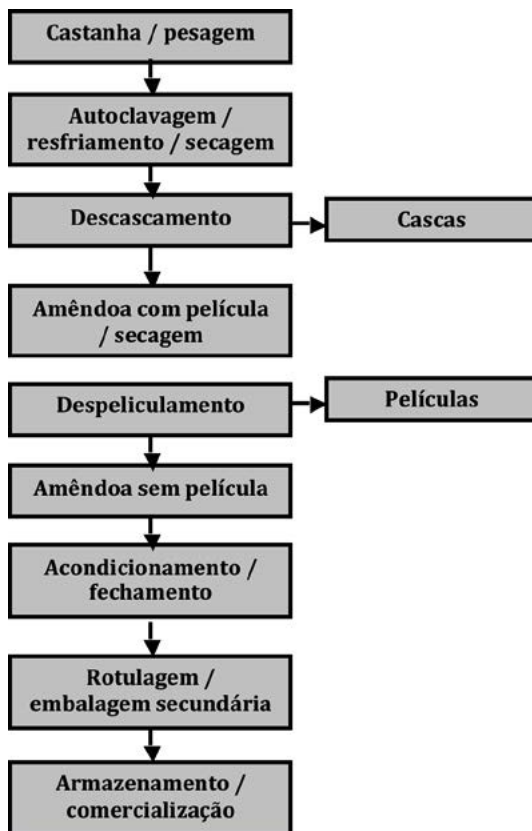 Castanha / pesagem
Autoclavagem /
resfriamento / secagem
Descascamento
Cascas
Amêndoa com película
/ secagem
Despeliculamento
Películas
Amêndoa sem película
Acondicionamento /
fechamento
Rotulagem /
embalagem secundária
Armazenamento /
comercialização